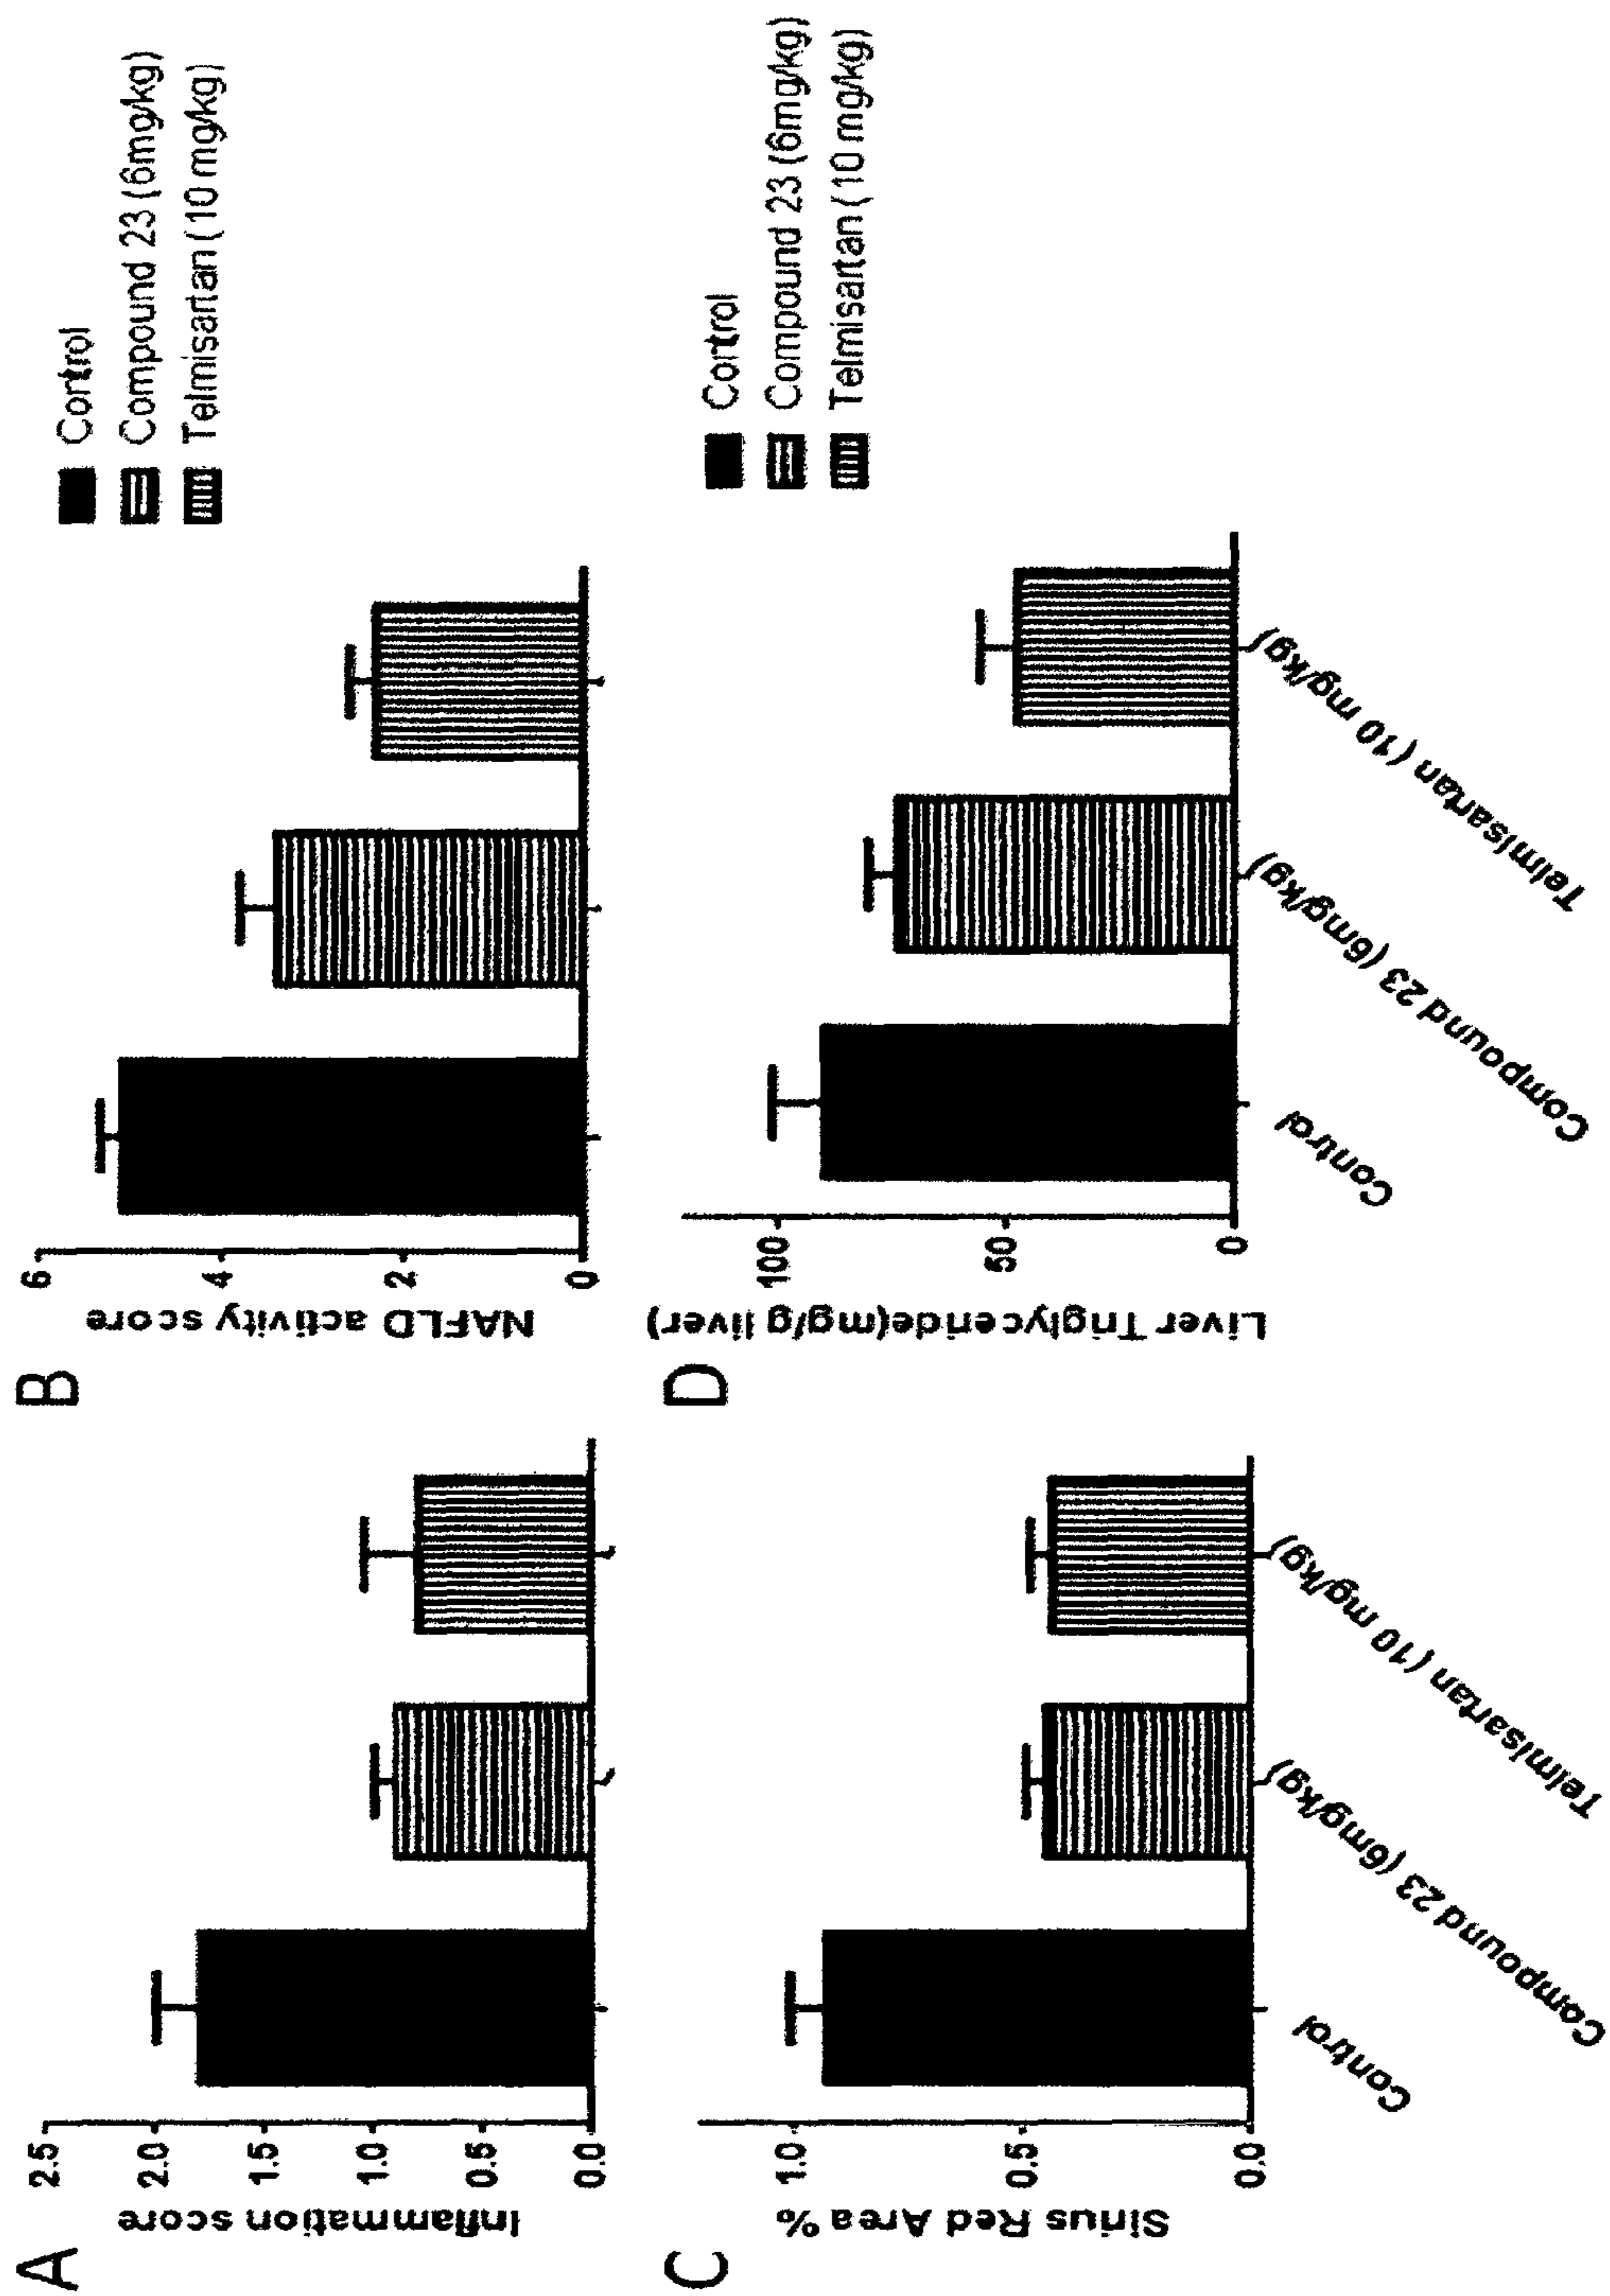 A
Inflammation score
2.5
2.0
1.5
1.0
0.5
0.0
B
NAFLD activity score
6
4
2
0
Control
Compound 23 (6mg/kg)
Telmisartan (10 mg/kg)
C
Sirius Red Area %
1.0
0.5
0.0
Control
Compound 23 (6mg/kg)
Telmisartan (10 mg/kg)
D
Liver Triglyceride(mg/g liver)
100
50
0
Control
Compound 23 (6mg/kg)
Telmisartan (10 mg/kg)
Control
Compound 23 (6mg/kg)
Telmisartan (10 mg/kg)